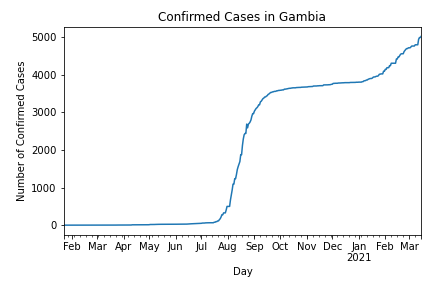 Confirmed Cases in Gambia
Number of Confirmed Cases
5000
4000
3000
2000
1000
0
Feb Mar Apr May Jun Jul Aug Sep Oct Nov Dec Jan Feb Mar
2021
Day